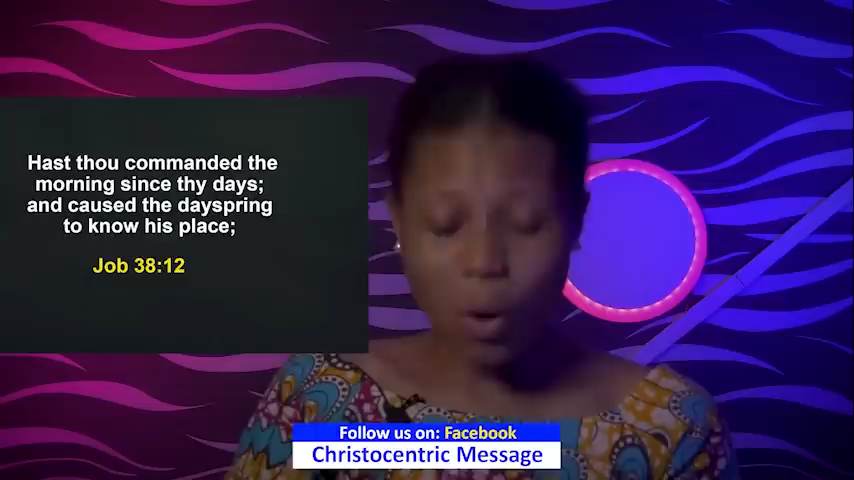 Hast thou commanded the
morning since thy days;
and caused the dayspring
to know his place;
Job 38:12
Follow us on: Facebook
Christocentric Message